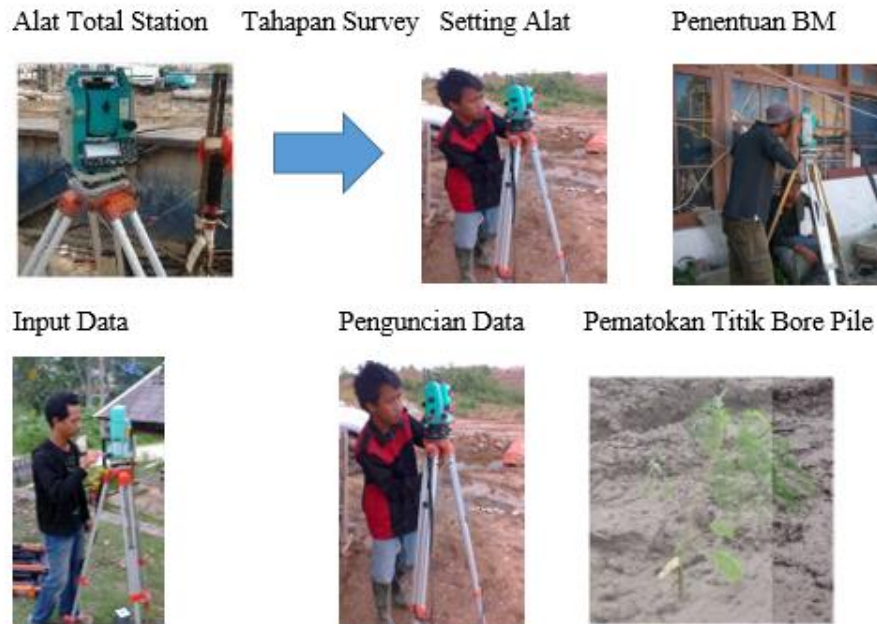 Alat Total Station Tahapan Survey Setting Alat Penentuan BM
Input Data Penguncian Data Pematokan Titik Bore Pile